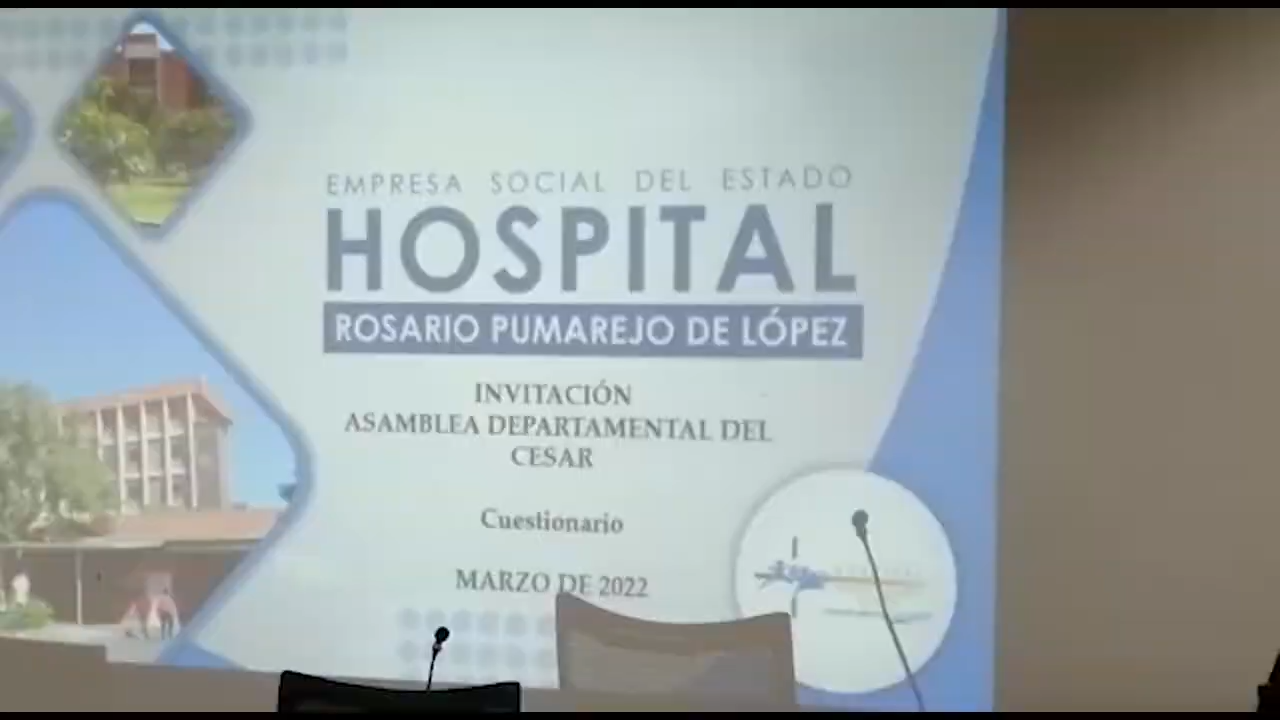 EMPRESA SOCIAL DEL ESTADO
HOSPITAL
ROSARIO PUMAREJO DE LÓPEZ
INVITACIÓN
ASAMBLEA DEPARTAMENTAL DEL
CESAR
Cuestionario
MARZO DE 2022